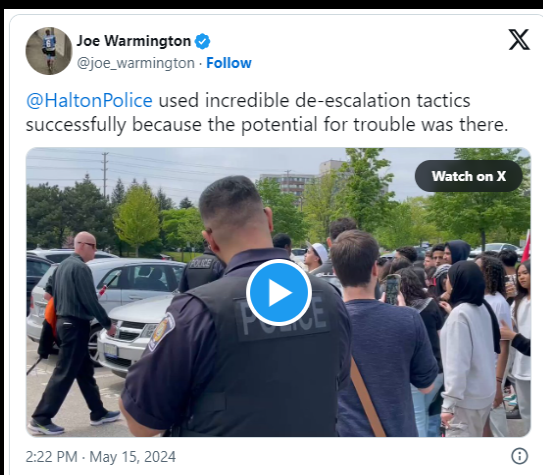 Joe Warmington
@joe_warmington · Follow
@HaltonPolice used incredible de-escalation tactics
successfully because the potential for trouble was there.
Watch on X
POLICE
POLICE
2:22 PM · May 15, 2024